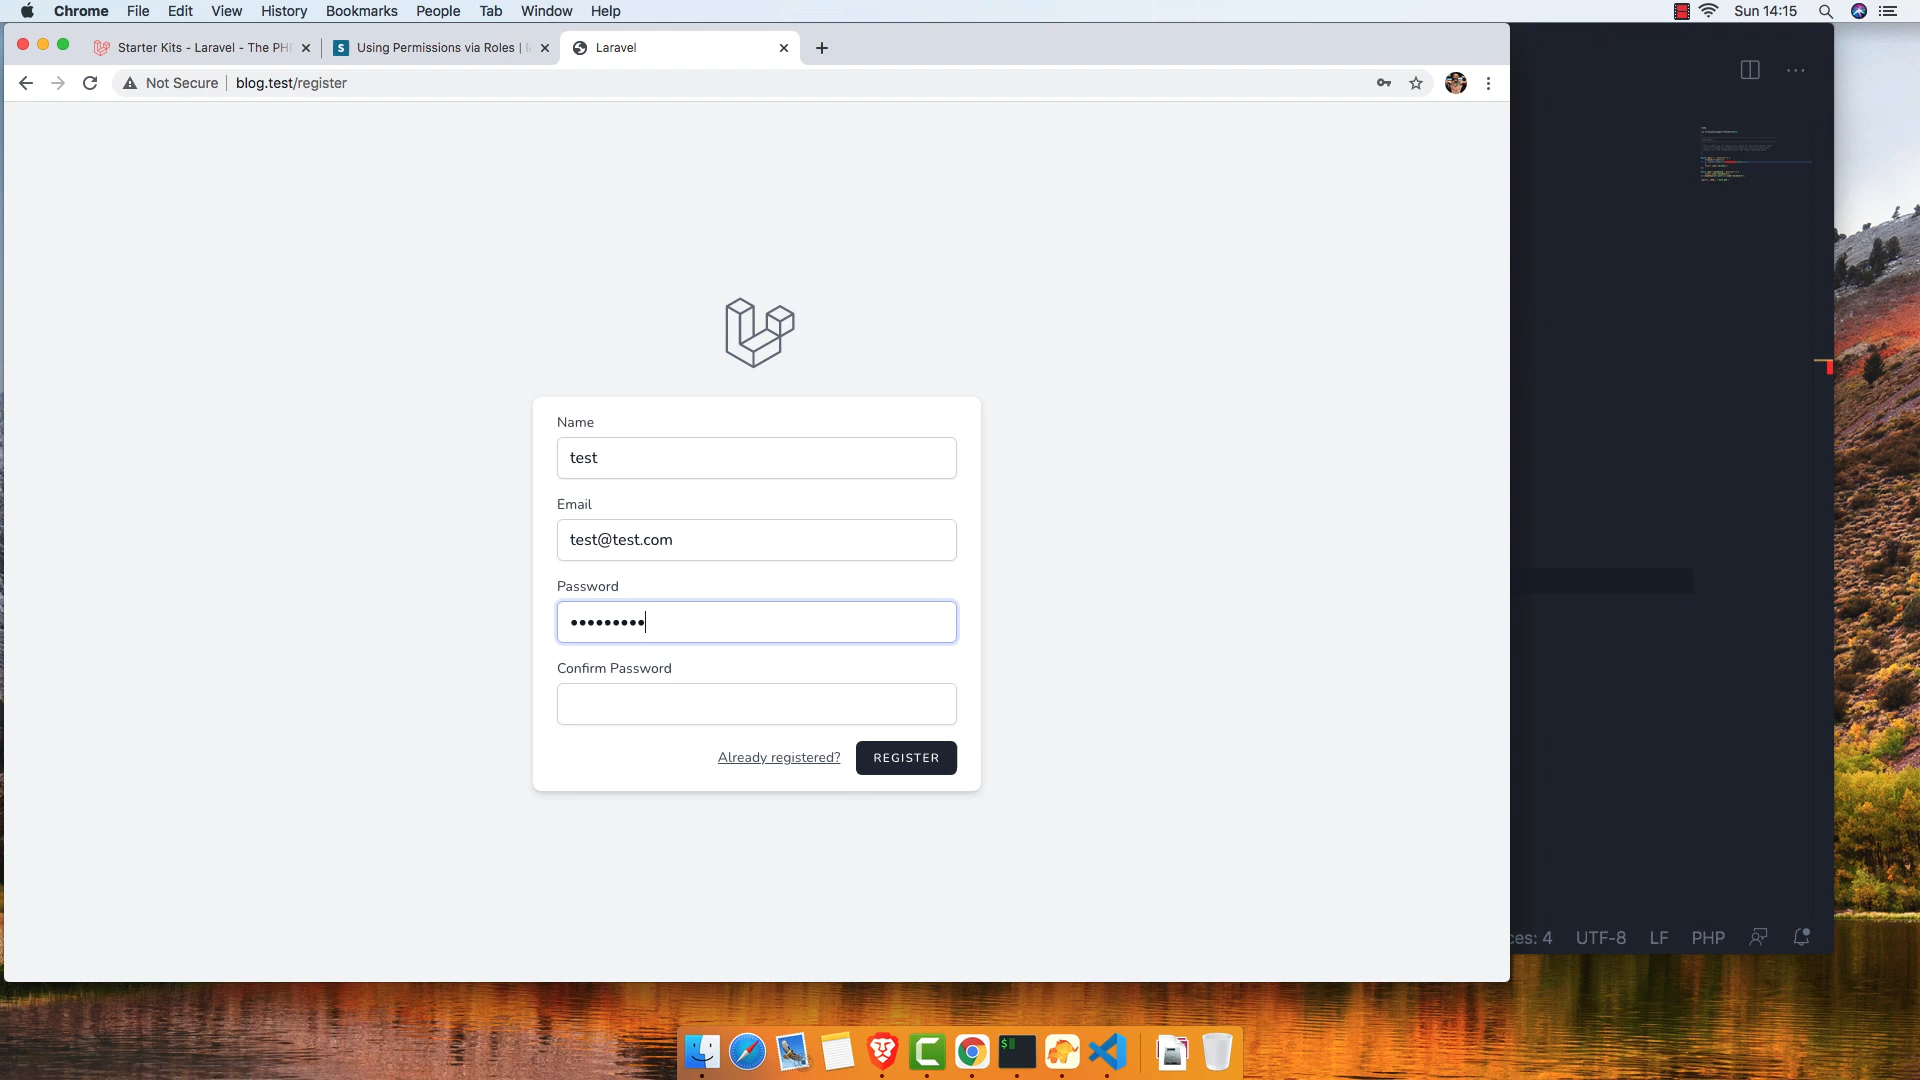 Chrome File Edit View History Bookmarks People Tab Window Help Sun 14:15
Starter Kits - Laravel - The PH
Using Permissions via Roles
Laravel
Not Secure blog.test/register
Name
test
Email
test@test.com
Password
•••••••••
Confirm Password
Already registered? REGISTER
ces: 4 UTF-8 LF PHP